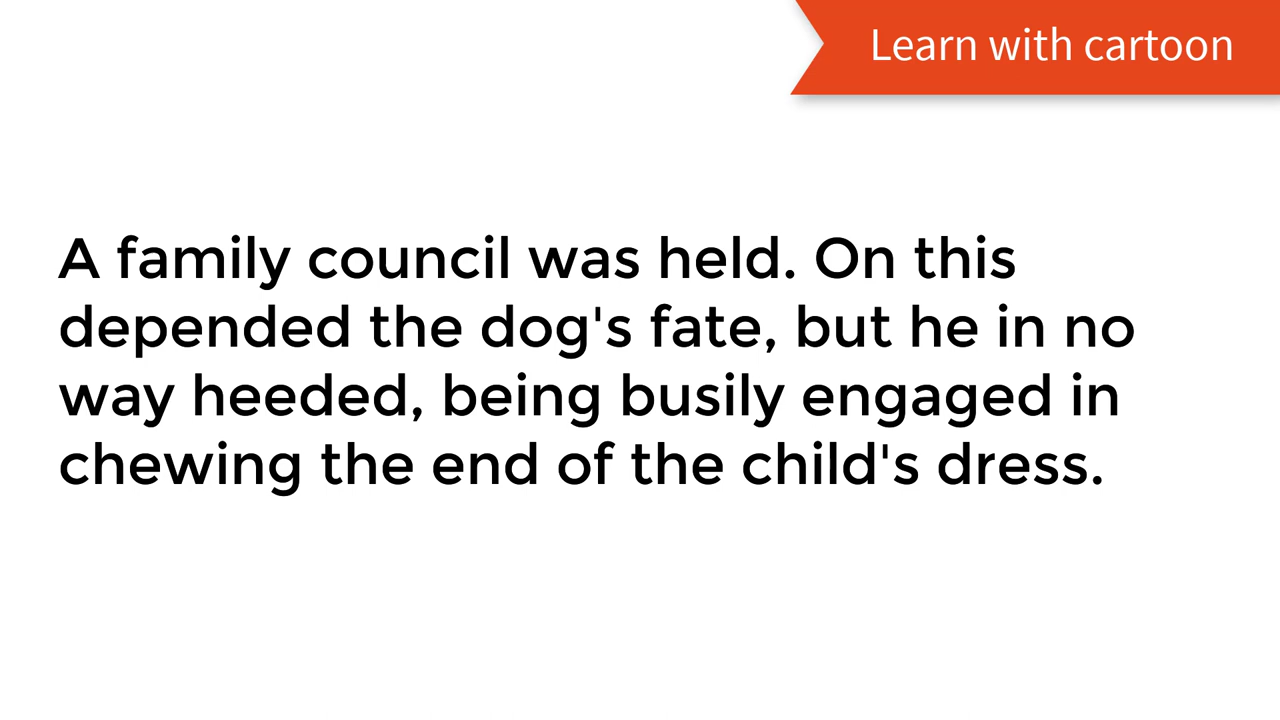 Learn with cartoon
A family council was held. On this
depended the dog's fate, but he in no
way heeded, being busily engaged in
chewing the end of the child's dress.